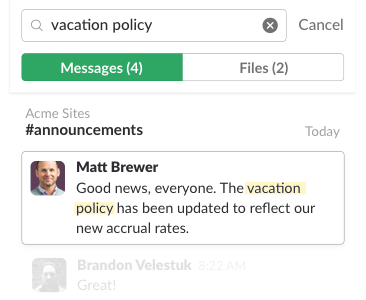 vacation policy
Cancel
Messages (4)
Files (2)
Acme Sites
#announcements
Today
Matt Brewer
Good news, everyone. The vacation
policy has been updated to reflect our
new accrual rates.
Brandon Velestuk 8:22 AM
Great!